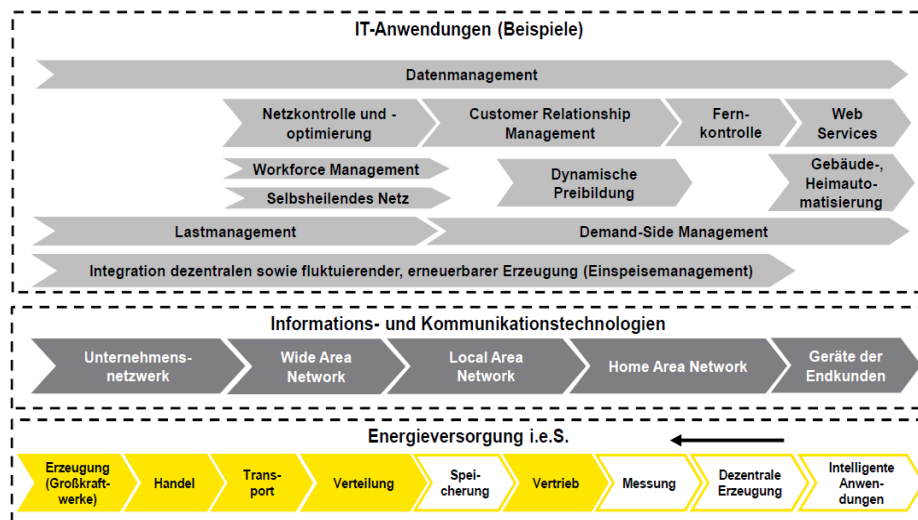 IT-Anwendungen (Beispiele)
Datenmanagement
Netzkontrolle und -
optimierung
Customer Relationship
Management
Fern-
kontrolle
Web
Services
Workforce Management
Selbsheilendes Netz
Dynamische
Preibildung
Gebäude-,
Heimauto-
matisierung
Lastmanagement
Demand-Side Management
Integration dezentralen sowie fluktuierender, erneuerbarer Erzeugung (Einspeisemanagement)
Informations- und Kommunikationstechnologien
Unternehmens-
netzwerk
Wide Area
Network
Local Area
Network
Home Area Network
Geräte der
Endkunden
Energieversorgung i.e.S.
Erzeugung
(Großkraft-
werke)
Handel
Trans-
port
Verteilung
Spei-
cherung
Vertrieb
Messung
Dezentrale
Erzeugung
Intelligente
Anwen-
dungen